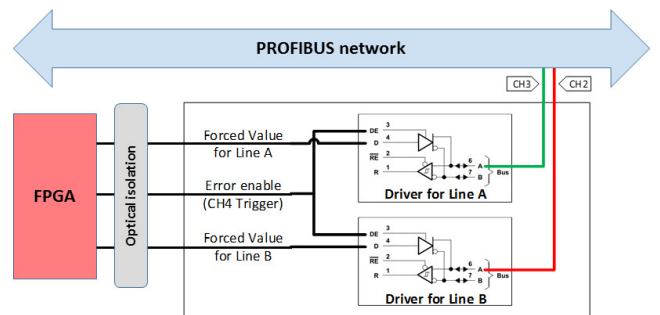 PROFIBUS network
CH3
CH2
FPGA
Optical isolation
Forced Value
for Line A
Error enable
(CH4 Trigger)
Forced Value
for Line B
DE 3
D 4
RE 2
R 1
6 A
7 B
Bus
Driver for Line A
DE 3
D 4
RE 2
R 1
6 A
7 B
Bus
Driver for Line B